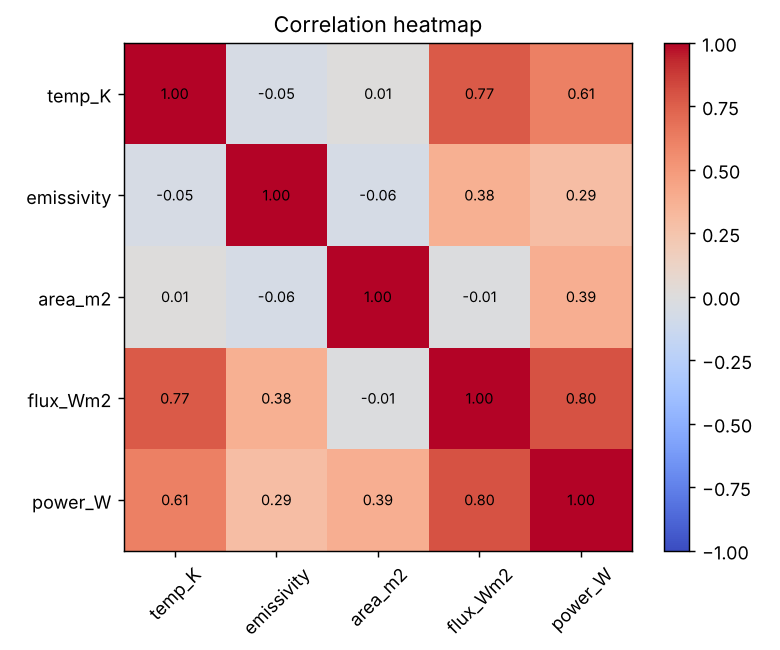 Correlation heatmap
temp_K 1.00 -0.05 0.01 0.77 0.61
emissivity -0.05 1.00 -0.06 0.38 0.29
area_m2 0.01 -0.06 1.00 -0.01 0.39
flux_Wm2 0.77 0.38 -0.01 1.00 0.80
power_W 0.61 0.29 0.39 0.80 1.00
temp_K emissivity area_m2 flux_Wm2 power_W
1.00
0.75
0.50
0.25
0.00
−0.25
−0.50
−0.75
−1.00